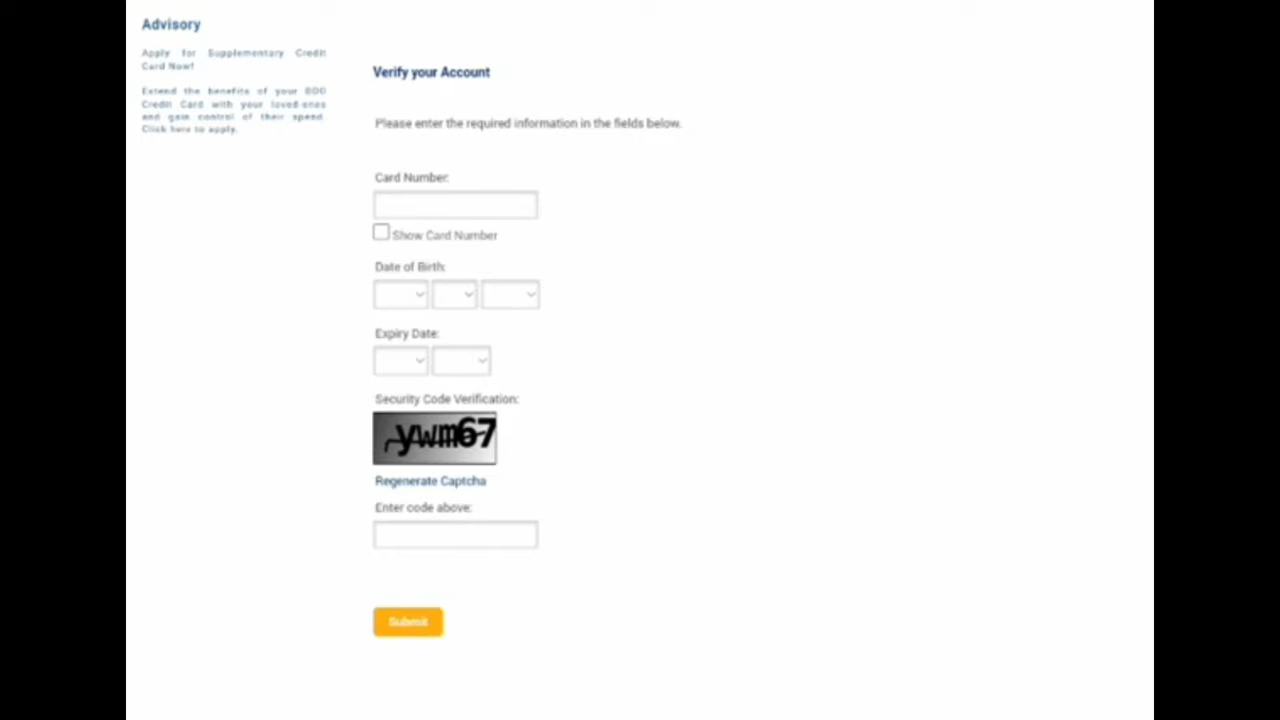 Advisory
Apply for Supplementary Credit
Card Now!
Extend the benefits of your BDO
Credit Card with your loved-ones
and gain control of their spend.
Click here to apply.
Verify your Account
Please enter the required information in the fields below.
Card Number:
Show Card Number
Date of Birth:
Expiry Date:
Security Code Verification:
ywm67
Regenerate Captcha
Enter code above:
Submit